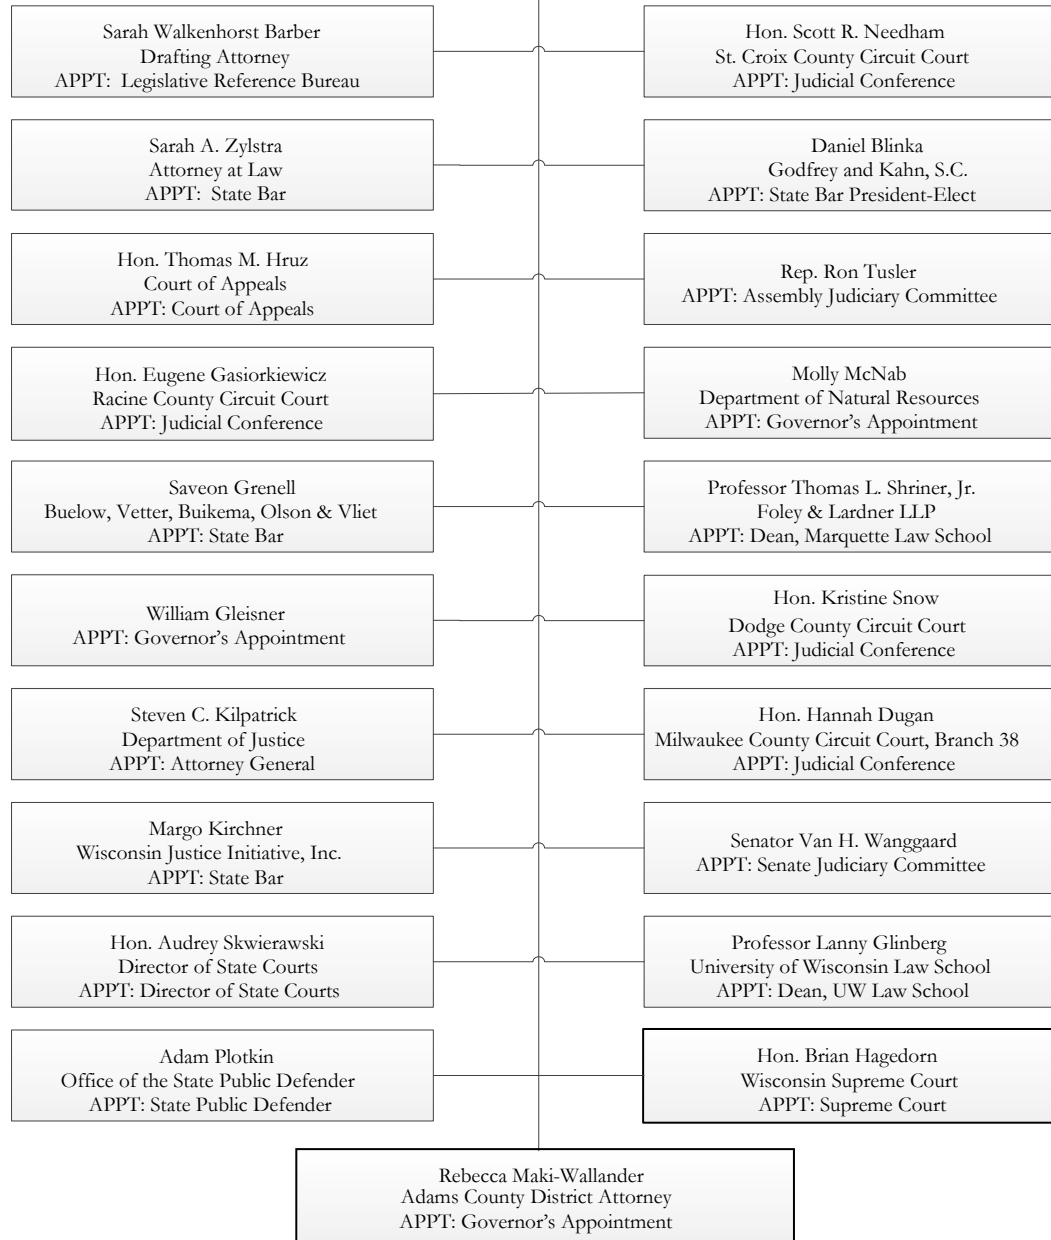 Sarah Walkenhorst Barber
Drafting Attorney
APPT:  Legislative Reference Bureau
Hon. Scott R. Needham
St. Croix County Circuit Court
APPT: Judicial Conference
Sarah A. Zylstra
Attorney at Law
APPT:  State Bar
Daniel Blinka
Godfrey and Kahn, S.C.
APPT: State Bar President-Elect
Hon. Thomas M. Hruz
Court of Appeals
APPT: Court of Appeals
Rep. Ron Tusler
APPT: Assembly Judiciary Committee
Hon. Eugene Gasiorkiewicz
Racine County Circuit Court
APPT: Judicial Conference
Molly McNab
Department of Natural Resources
APPT: Governor’s Appointment
Saveon Grenell
Buelow, Vetter, Buikema, Olson & Vliet
APPT: State Bar
Professor Thomas L. Shriner, Jr.
Foley & Lardner LLP
APPT: Dean, Marquette Law School
William Gleisner
APPT: Governor’s Appointment
Hon. Kristine Snow
Dodge County Circuit Court
APPT: Judicial Conference
Steven C. Kilpatrick
Department of Justice
APPT: Attorney General
Hon. Hannah Dugan
Milwaukee County Circuit Court, Branch 38
APPT: Judicial Conference
Margo Kirchner
Wisconsin Justice Initiative, Inc.
APPT: State Bar
Senator Van H. Wanggaard
APPT: Senate Judiciary Committee
Hon. Audrey Skwierawski
Director of State Courts
APPT: Director of State Courts
Professor Lanny Glinberg
University of Wisconsin Law School
APPT: Dean, UW Law School
Adam Plotkin
Office of the State Public Defender
APPT: State Public Defender
Hon. Brian Hagedorn
Wisconsin Supreme Court
APPT: Supreme Court
Rebecca Maki-Wallander
Adams County District Attorney
APPT: Governor’s Appointment